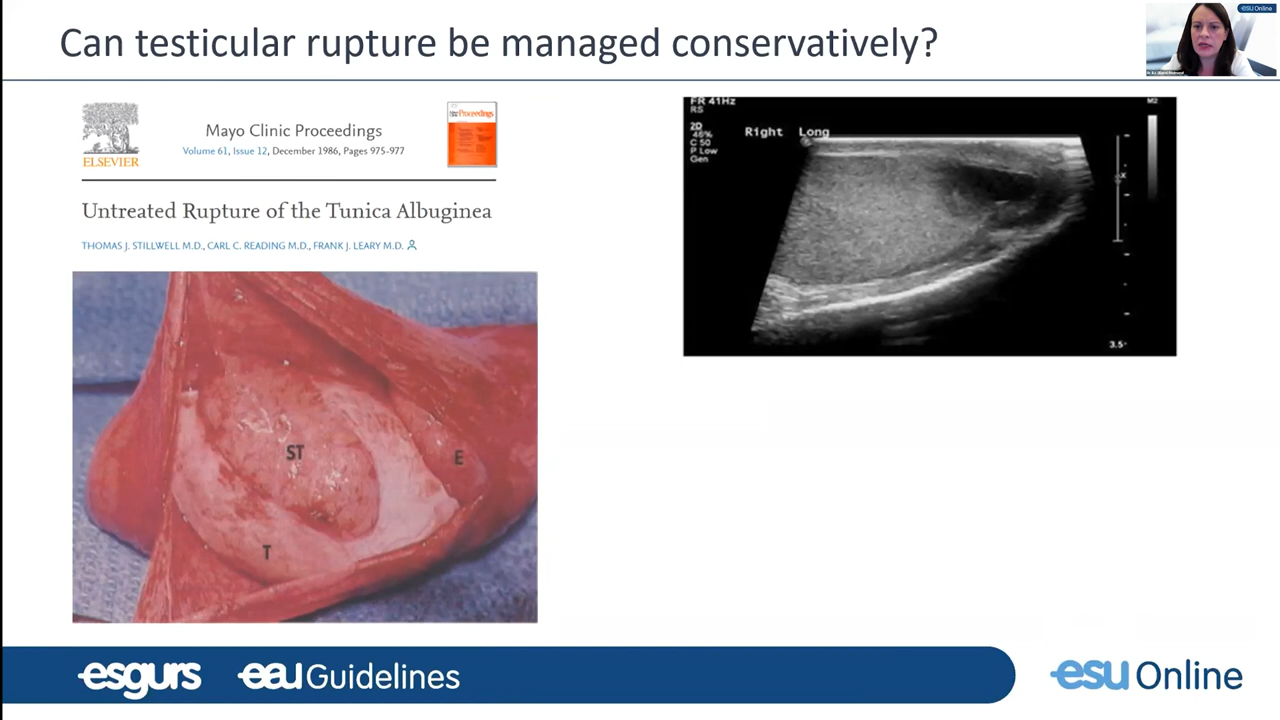 Can testicular rupture be managed conservatively?
esu Online
ELSEVIER
Mayo Clinic Proceedings
Volume 61, Issue 12, December 1986, Pages 975-977
Proceedings
Untreated Rupture of the Tunica Albuginea
THOMAS J. STILLWELL M.D., CARL C. READING M.D., FRANK J. LEARY M.D.
ST
E
T
FR 41Hz
RS
2D
46%
C 50
P Low
Gen
Right Long
M2
X
3.5
esgurs
eau Guidelines
esu Online